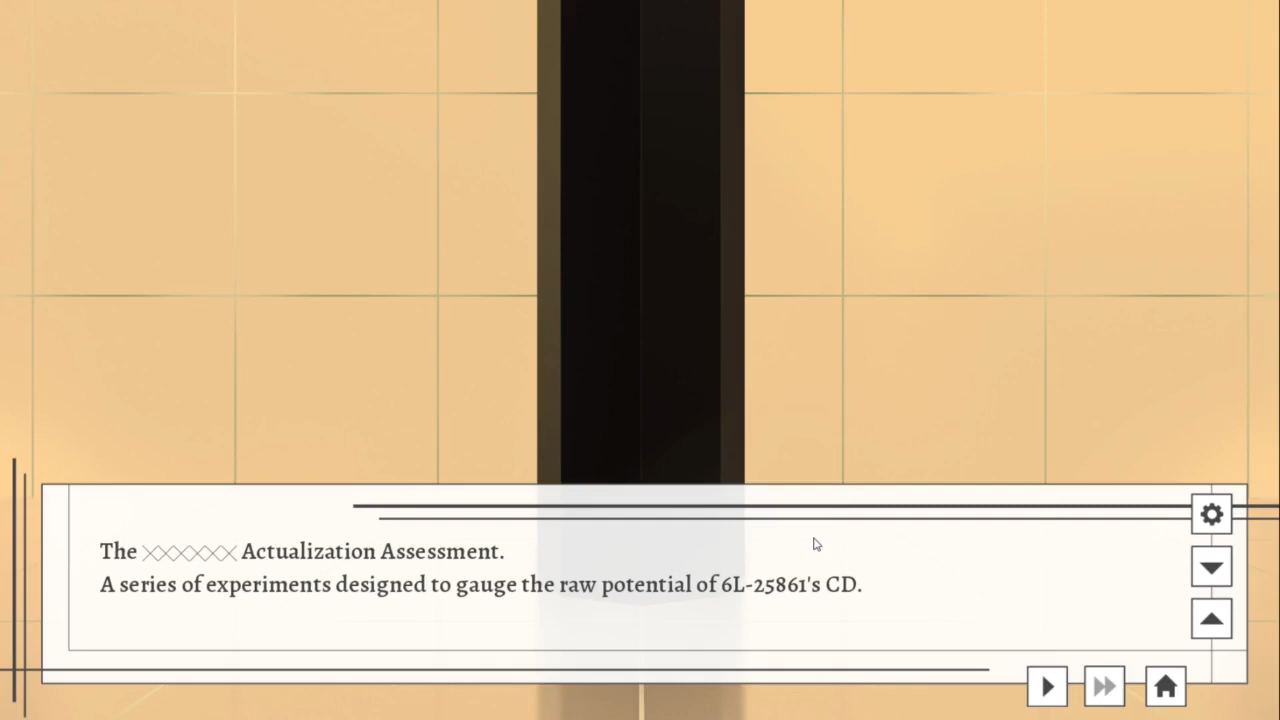 The ╳╳╳╳╳╳╳ Actualization Assessment.
A series of experiments designed to gauge the raw potential of 6L-25861's CD.